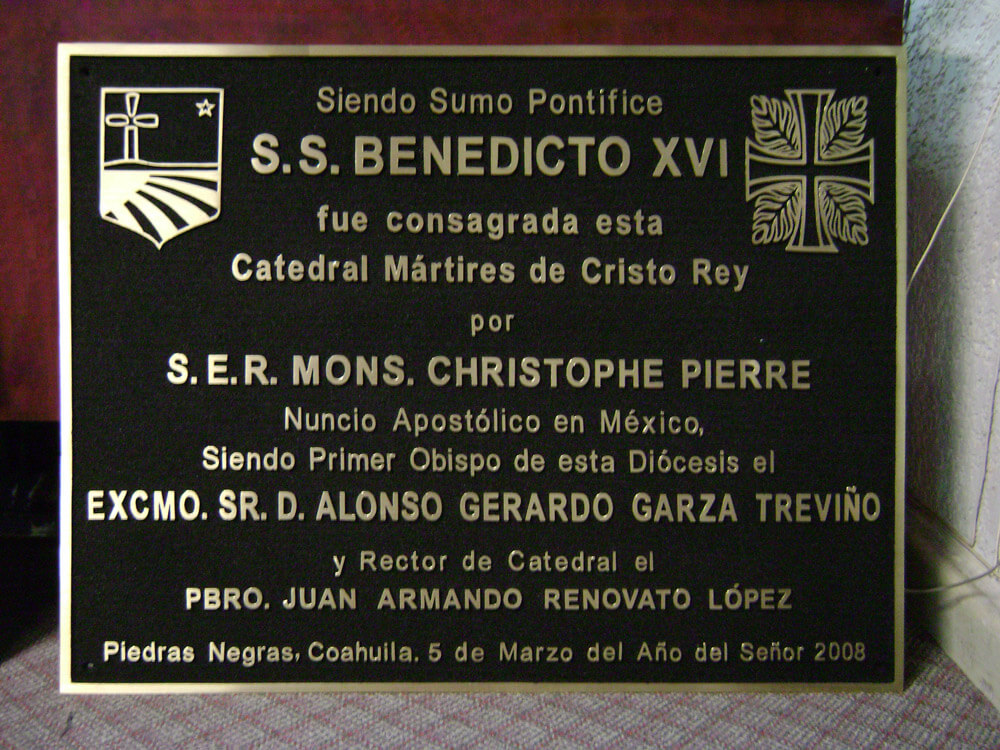 Siendo Sumo Pontifice
S.S. BENEDICTO XVI
fue consagrada esta
Catedral Mártires de Cristo Rey
por
S.E.R. MONS. CHRISTOPHE PIERRE
Nuncio Apostólico en México,
Siendo Primer Obispo de esta Diócesis el
EXCMO. SR. D. ALONSO GERARDO GARZA TREVIÑO
y Rector de Catedral el
PBRO. JUAN ARMANDO RENOVATO LÓPEZ
Piedras Negras, Coahuila. 5 de Marzo del Año del Señor 2008